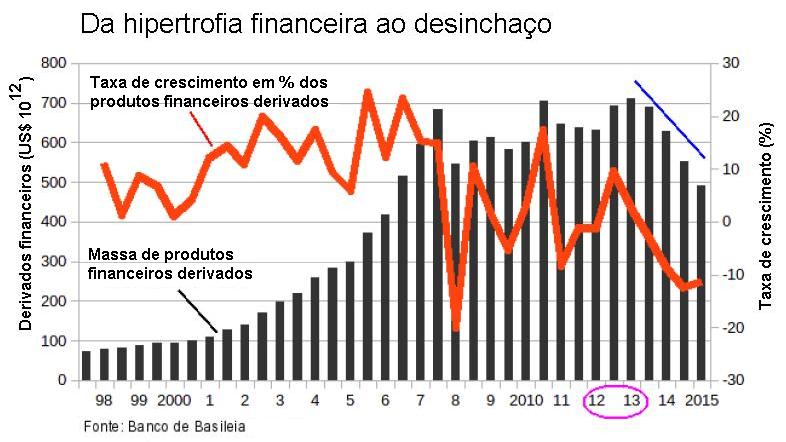 Da hipertrofia financeira ao desinchaço
800
700
600
500
400
300
200
100
0
Derivados financeiros (US$ 10¹²)
Taxa de crescimento em % dos
produtos financeiros derivados
Massa de produtos
financeiros derivados
30
20
10
0
-10
-20
-30
Taxa de crescimento (%)
98 99 2000 1 2 3 4 5 6 7 8 9 2010 11 12 13 14 2015
Fonte: Banco de Basileia